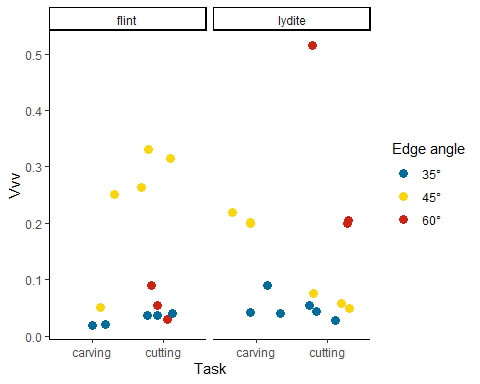 flint lydite
0.5
0.4
0.3
0.2
0.1
0.0
Vvv
carving cutting carving cutting
Task
Edge angle
35°
45°
60°